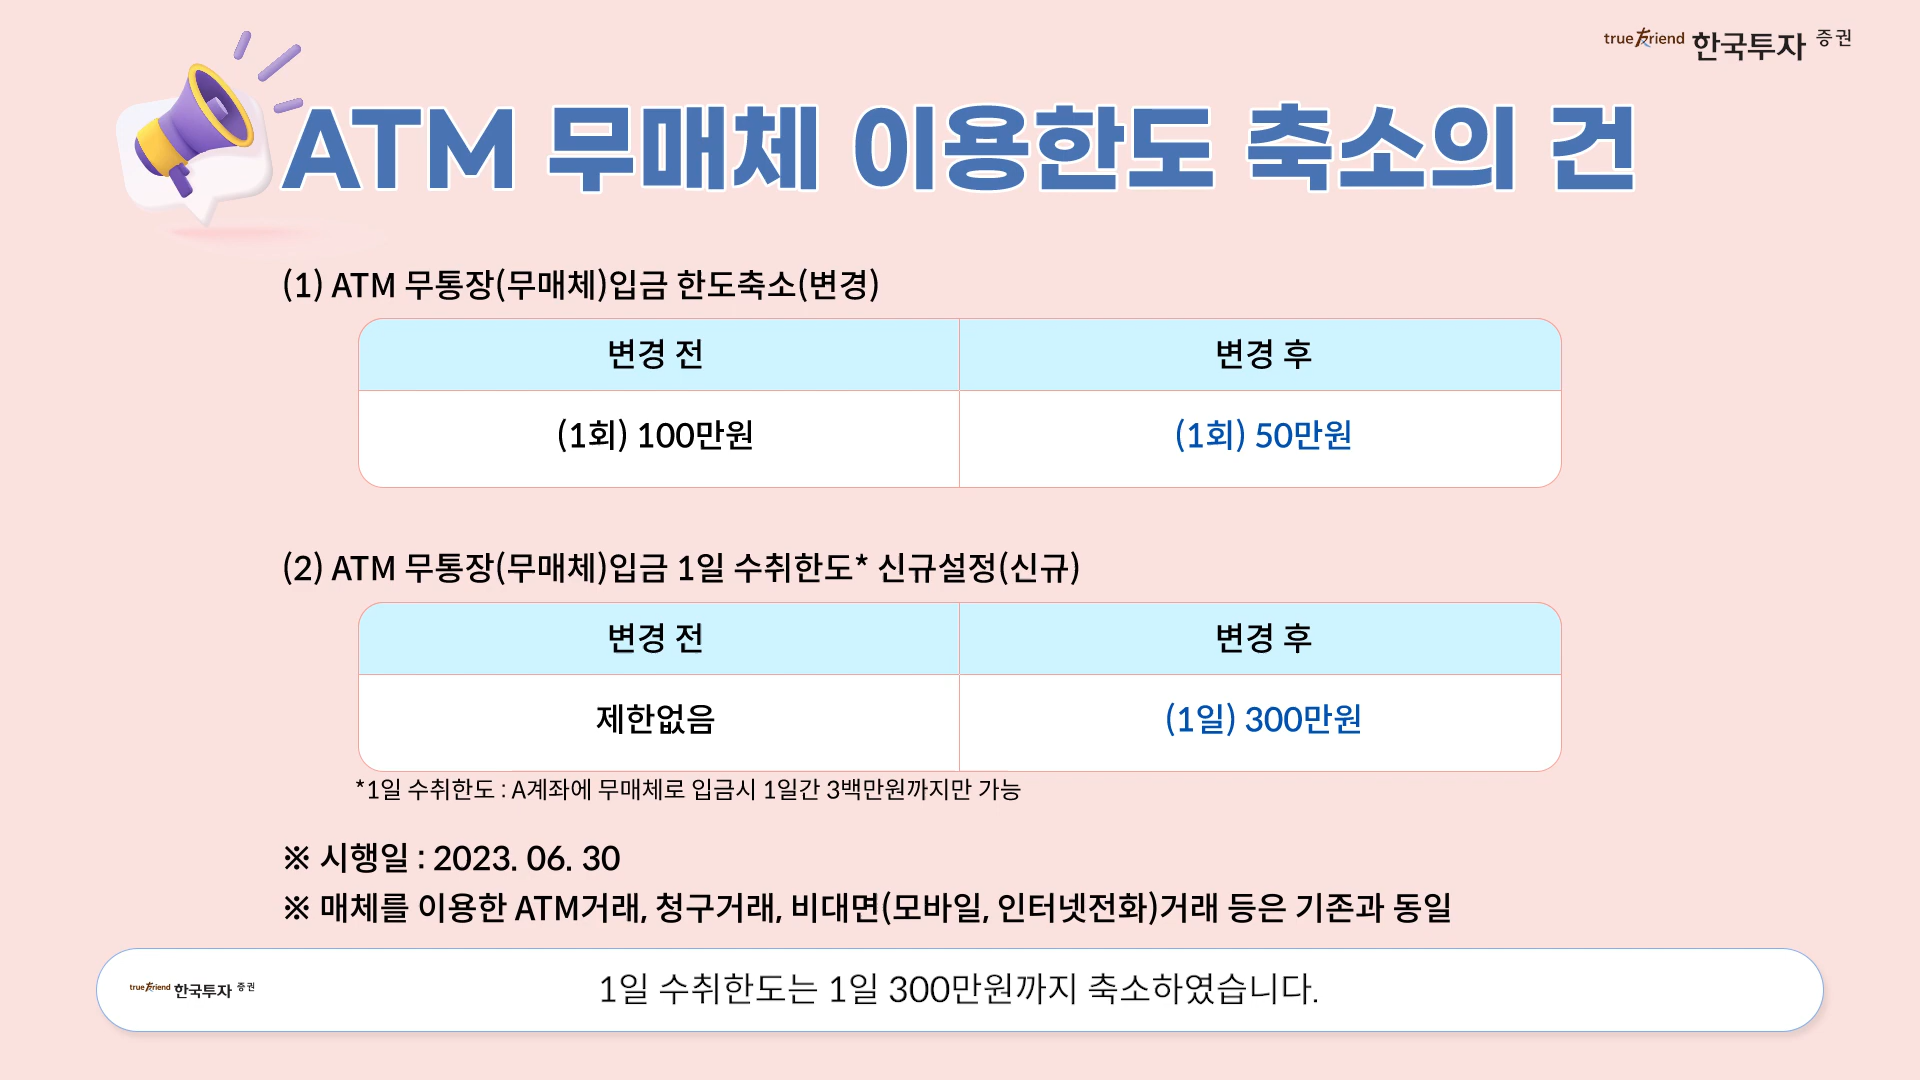 true friend 한국투자 증권
ATM 무매체 이용한도 축소의 건
(1) ATM 무통장(무매체)입금 한도축소(변경)
변경 전 변경 후
(1회) 100만원 (1회) 50만원
(2) ATM 무통장(무매체)입금 1일 수취한도* 신규설정(신규)
변경 전 변경 후
제한없음 (1일) 300만원
*1일 수취한도 : A계좌에 무매체로 입금시 1일간 3백만원까지만 가능
※ 시행일 : 2023. 06. 30
※ 매체를 이용한 ATM거래, 청구거래, 비대면(모바일, 인터넷전화)거래 등은 기존과 동일
true friend 한국투자 증권 1일 수취한도는 1일 300만원까지 축소하였습니다.